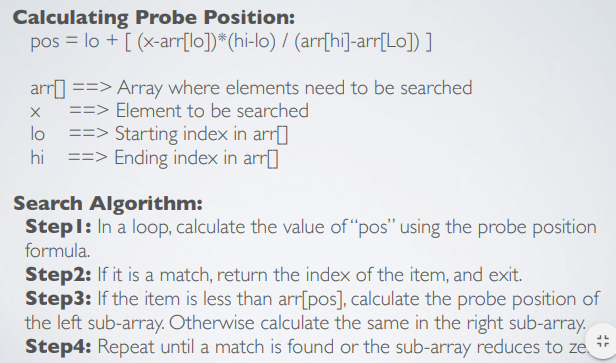 Calculating Probe Position:
pos = lo + [ (x-arr[lo])*(hi-lo) / (arr[hi]-arr[Lo]) ]
arr[] ==> Array where elements need to be searched
x ==> Element to be searched
lo ==> Starting index in arr[]
hi ==> Ending index in arr[]
Search Algorithm:
Step1: In a loop, calculate the value of "pos" using the probe position
formula.
Step2: If it is a match, return the index of the item, and exit.
Step3: If the item is less than arr[pos], calculate the probe position of
the left sub-array. Otherwise calculate the same in the right sub-array.
Step4: Repeat until a match is found or the sub-array reduces to